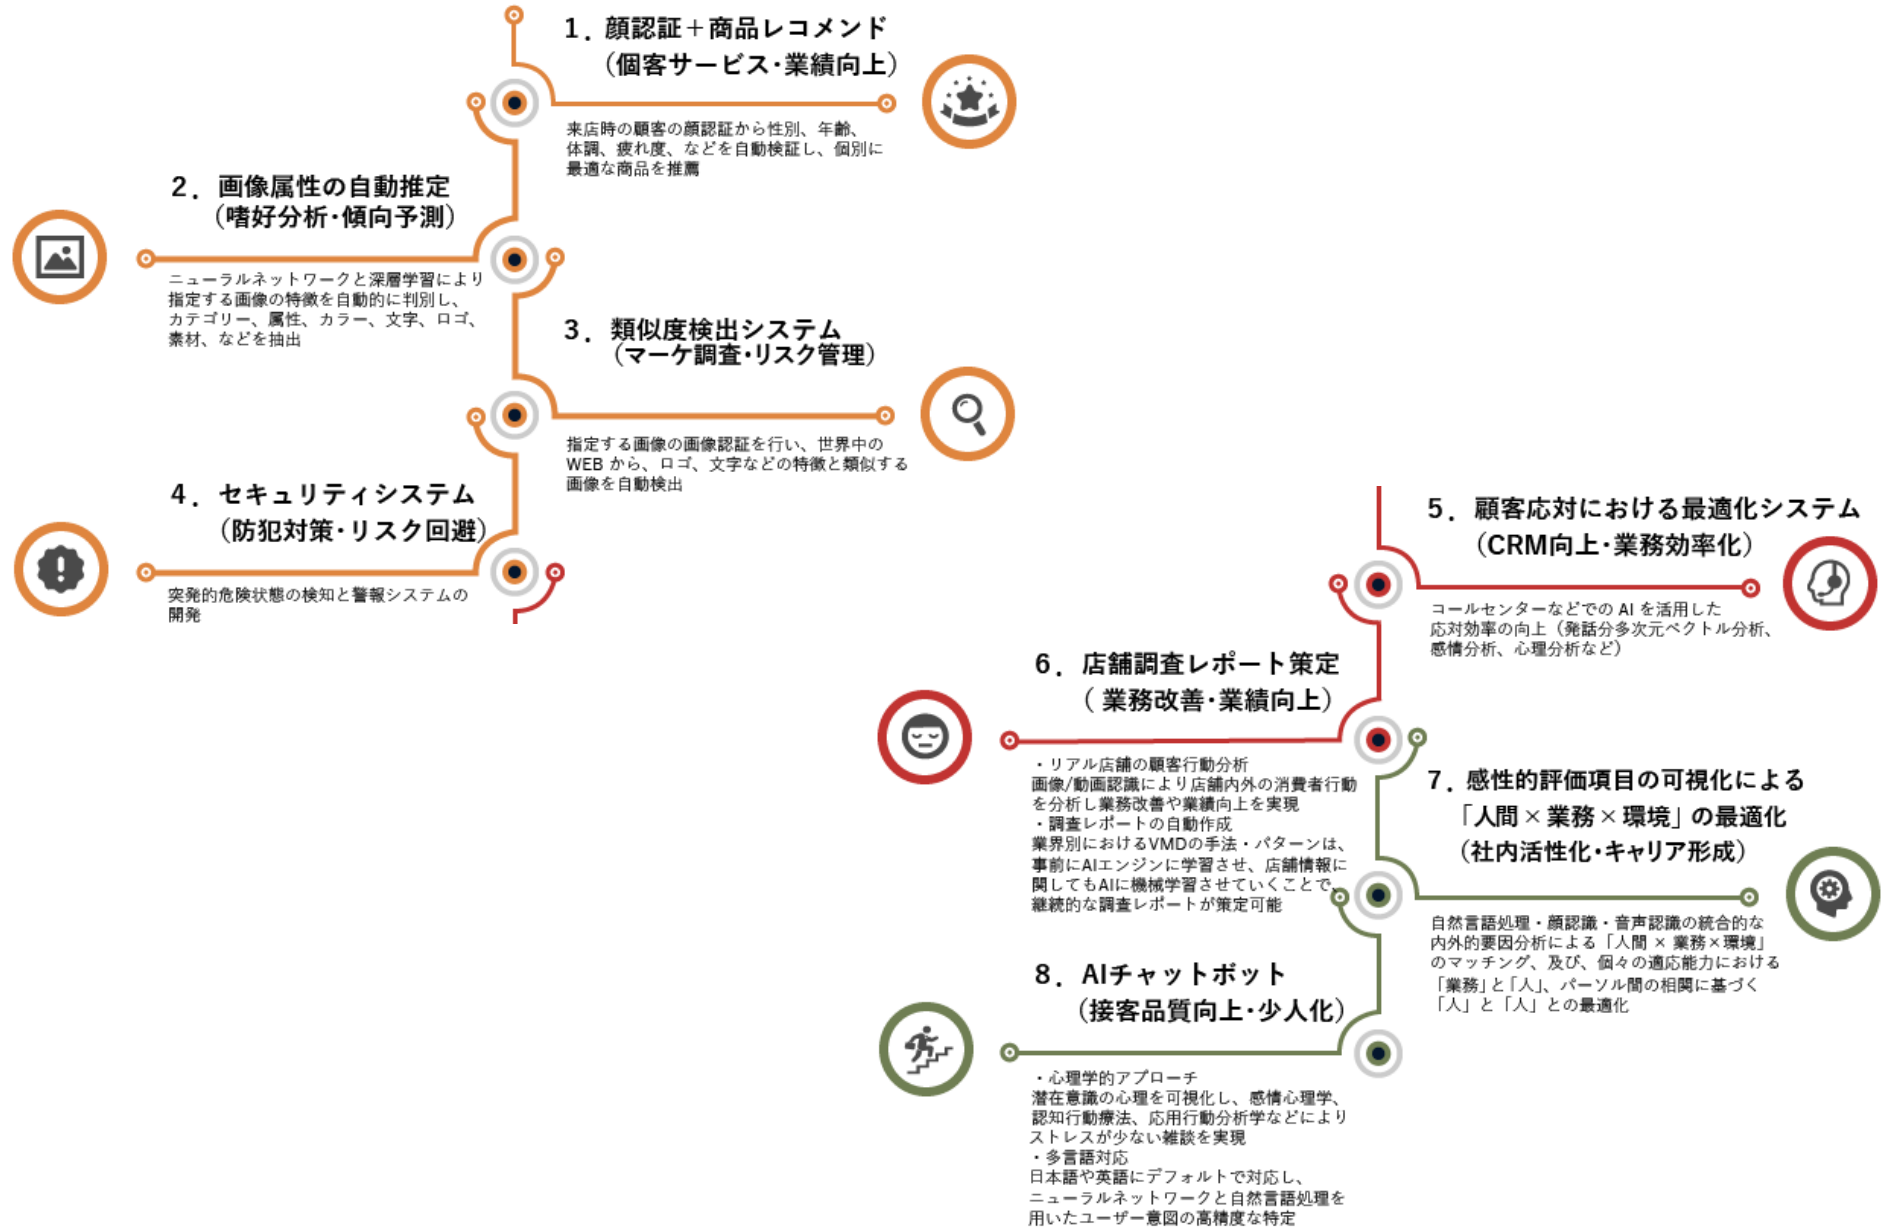 1．顔認証＋商品レコメンド
（個客サービス・業績向上）
来店時の顧客の顔認証から性別、年齢、
体調、疲れ度、などを自動検証し、個別に
最適な商品を推薦
2．画像属性の自動推定
（嗜好分析・傾向予測）
ニューラルネットワークと深層学習により
指定する画像の特徴を自動的に判別し、
カテゴリー、属性、カラー、文字、ロゴ、
素材、などを抽出
3．類似度検出システム
（マーケ調査・リスク管理）
指定する画像の画像認証を行い、世界中の
WEB から、ロゴ、文字などの特徴と類似する
画像を自動検出
4．セキュリティシステム
（防犯対策・リスク回避）
突発的危険状態の検知と警報システムの
開発
5．顧客応対における最適化システム
（CRM向上・業務効率化）
コールセンターなどでの AI を活用した
応対効率の向上（発話分多次元ベクトル分析、
感情分析、心理分析など）
6．店舗調査レポート策定
（ 業務改善・業績向上）
・リアル店舗の顧客行動分析
画像/動画認識により店舗内外の消費者行動
を分析し業務改善や業績向上を実現
・調査レポートの自動作成
業界別におけるVMDの手法・パターンは、
事前にAIエンジンに学習させ、店舗情報に
関してもAIに機械学習させていくことで、
継続的な調査レポートが策定可能
7．感性的評価項目の可視化による
「人間×業務×環境」の最適化
（社内活性化・キャリア形成）
自然言語処理・顔認識・音声認識の統合的な
内外的要因分析による「人間 × 業務×環境」
のマッチング、及び、個々の適応能力における
「業務」と「人」、パーソル間の相関に基づく
「人」と「人」との最適化
8．AIチャットボット
（接客品質向上・少人化）
・心理学的アプローチ
潜在意識の心理を可視化し、感情心理学、
認知行動療法、応用行動分析学などにより
ストレスが少ない雑談を実現
・多言語対応
日本語や英語にデフォルトで対応し、
ニューラルネットワークと自然言語処理を
用いたユーザー意図の高精度な特定